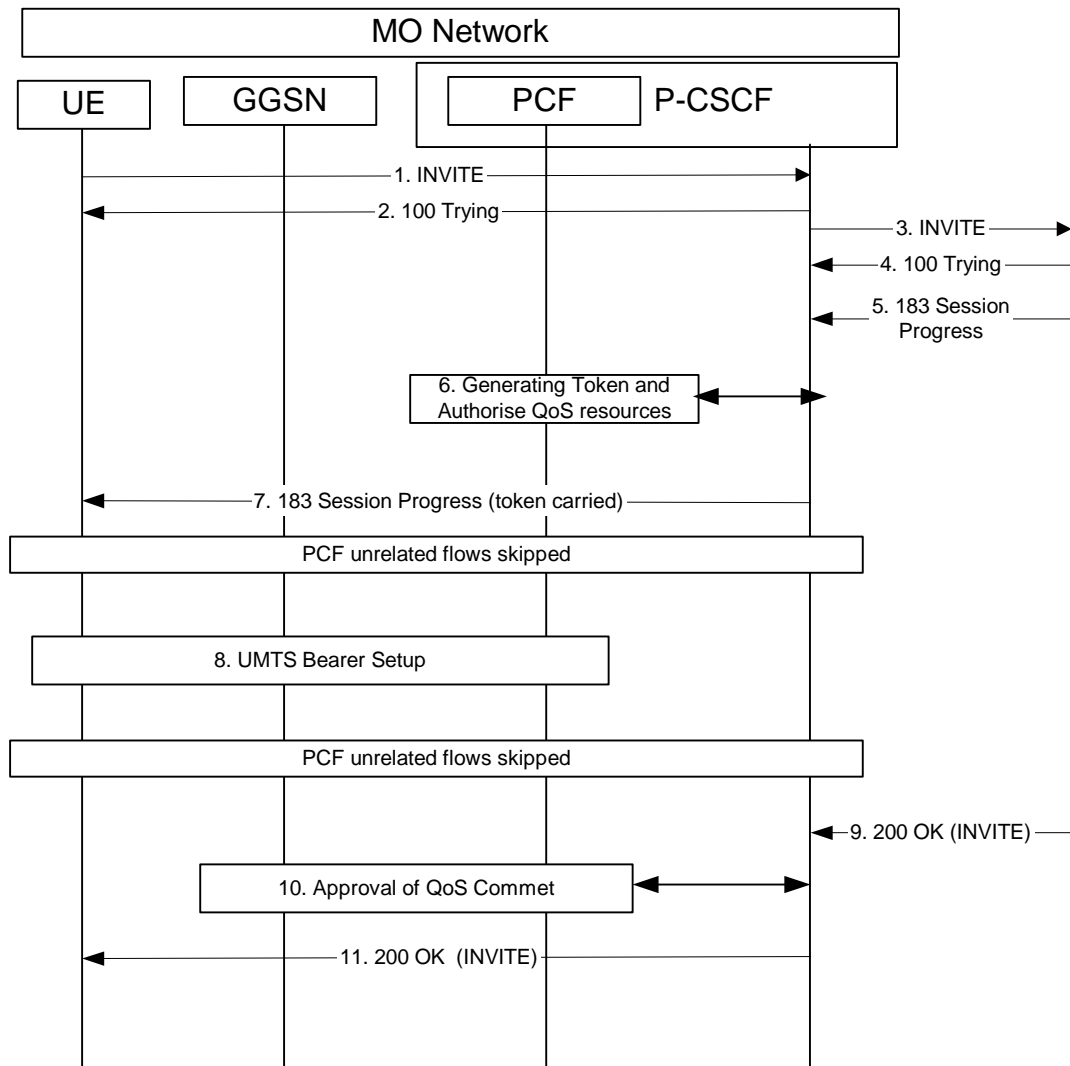 MO Network
UE
GGSN
PCF
P-CSCF
1. INVITE
2. 100 Trying
3. INVITE
4. 100 Trying
5. 183 Session
Progress
6. Generating Token and
Authorise QoS resources
7. 183 Session Progress (token carried)
PCF unrelated flows skipped
8. UMTS Bearer Setup
PCF unrelated flows skipped
9. 200 OK (INVITE)
10. Approval of QoS Commet
11. 200 OK (INVITE)